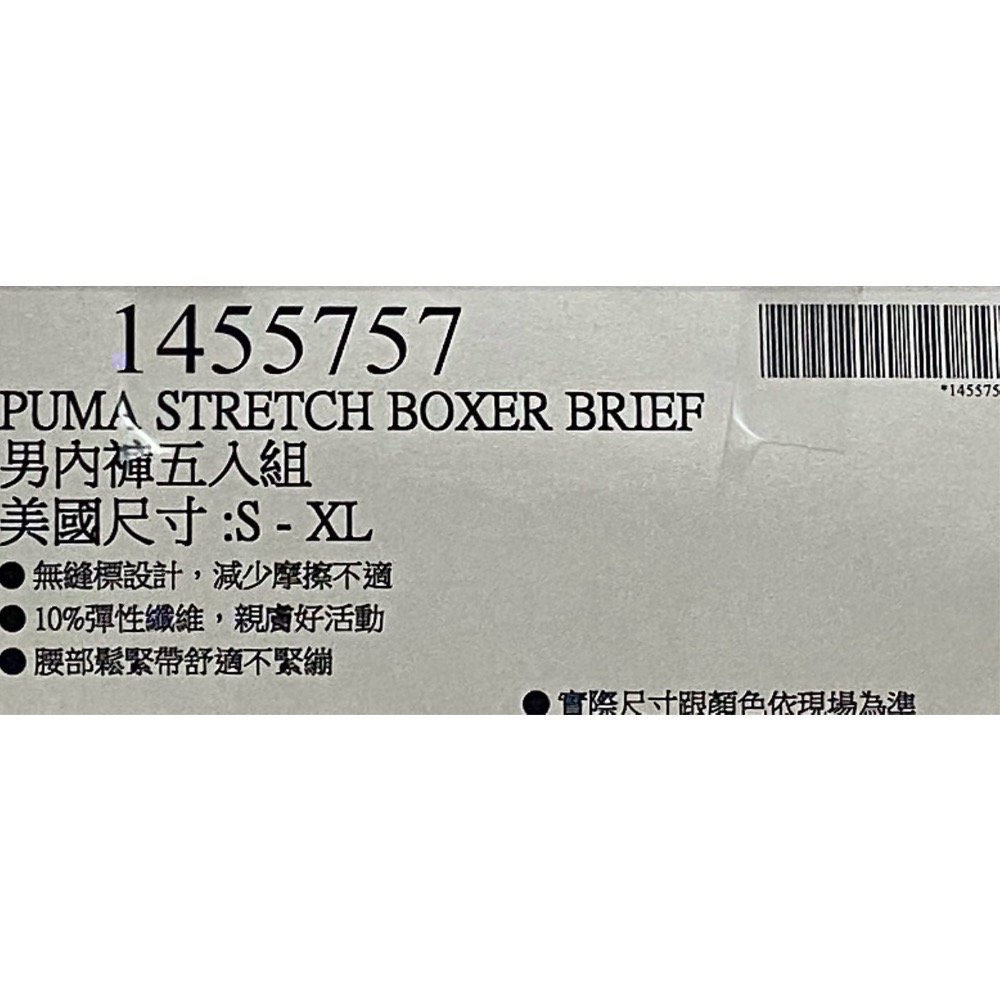 1455757
*145575
PUMA STRETCH BOXER BRIEF
男內褲五入組
美國尺寸 :S - XL
● 無縫標設計，減少摩擦不適
● 10%彈性纖維，親膚好活動
● 腰部鬆緊帶舒適不緊繃
● 實際尺寸跟顏色依現場為準